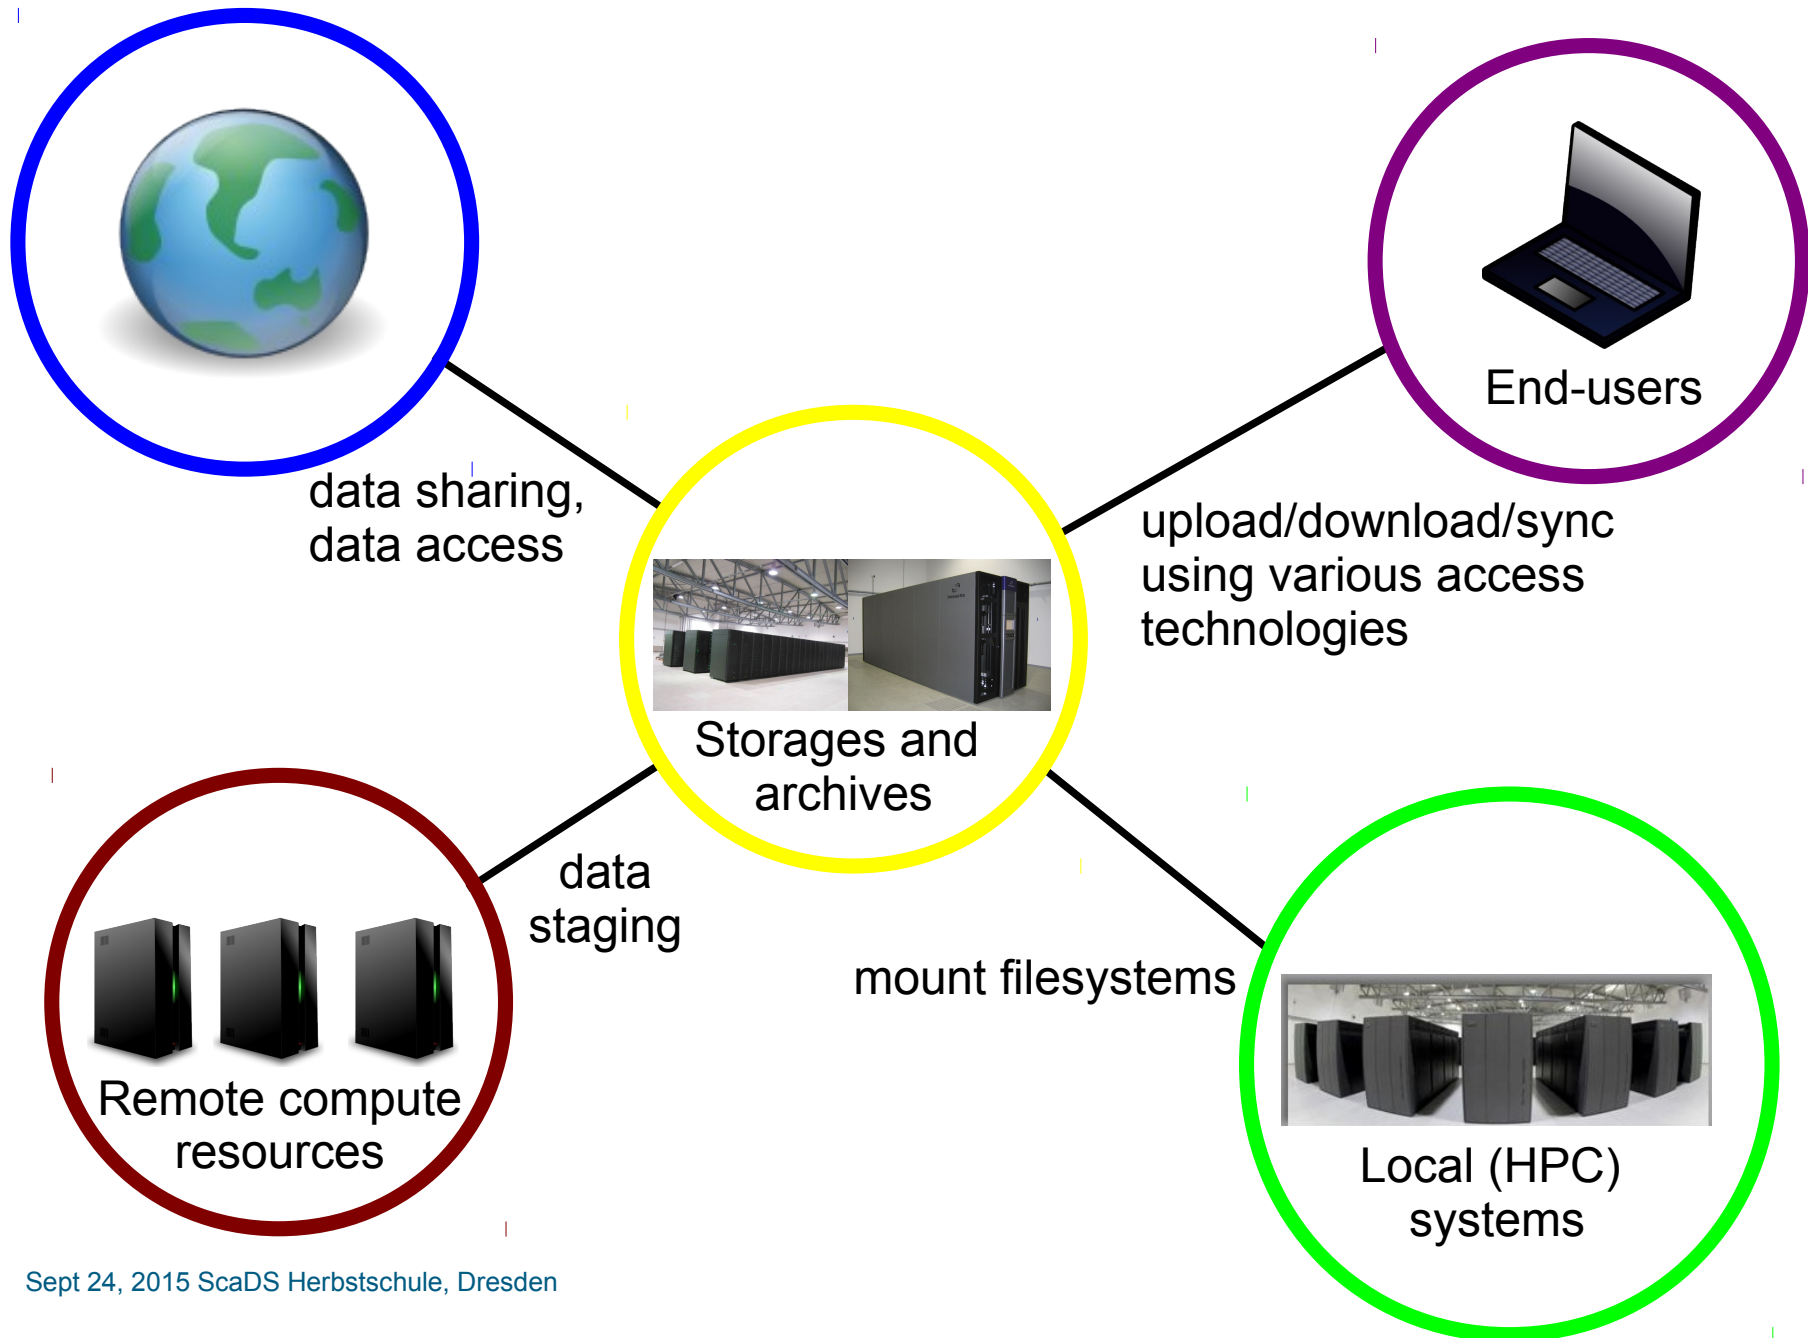 End-users
data sharing,
data access
upload/download/sync
using various access
technologies
Storages and
archives
data
staging
mount filesystems
Remote compute
resources
Local (HPC)
systems
Sept 24, 2015 ScaDS Herbstschule, Dresden